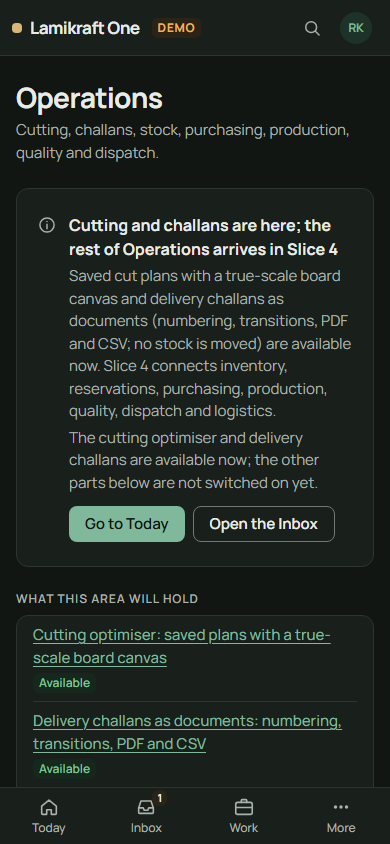 Lamikraft One DEMO RK
Operations
Cutting, challans, stock, purchasing, production,
quality and dispatch.
Cutting and challans are here; the
rest of Operations arrives in Slice 4
Saved cut plans with a true-scale board
canvas and delivery challans as
documents (numbering, transitions, PDF
and CSV; no stock is moved) are available
now. Slice 4 connects inventory,
reservations, purchasing, production,
quality, dispatch and logistics.
The cutting optimiser and delivery
challans are available now; the other
parts below are not switched on yet.
Go to Today Open the Inbox
WHAT THIS AREA WILL HOLD
Cutting optimiser: saved plans with a true-
scale board canvas
Available
Delivery challans as documents: numbering,
transitions, PDF and CSV
Available
1
Today Inbox Work More